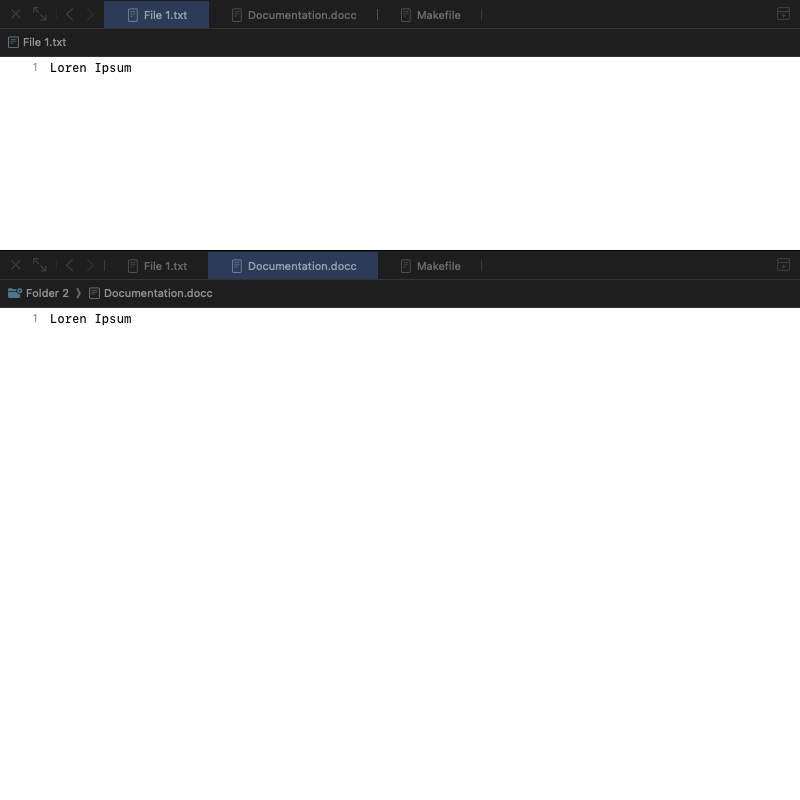 File 1.txt Documentation.docc Makefile
File 1.txt
1 Loren Ipsum
File 1.txt Documentation.docc Makefile
Folder 2 ❯ Documentation.docc
1 Loren Ipsum